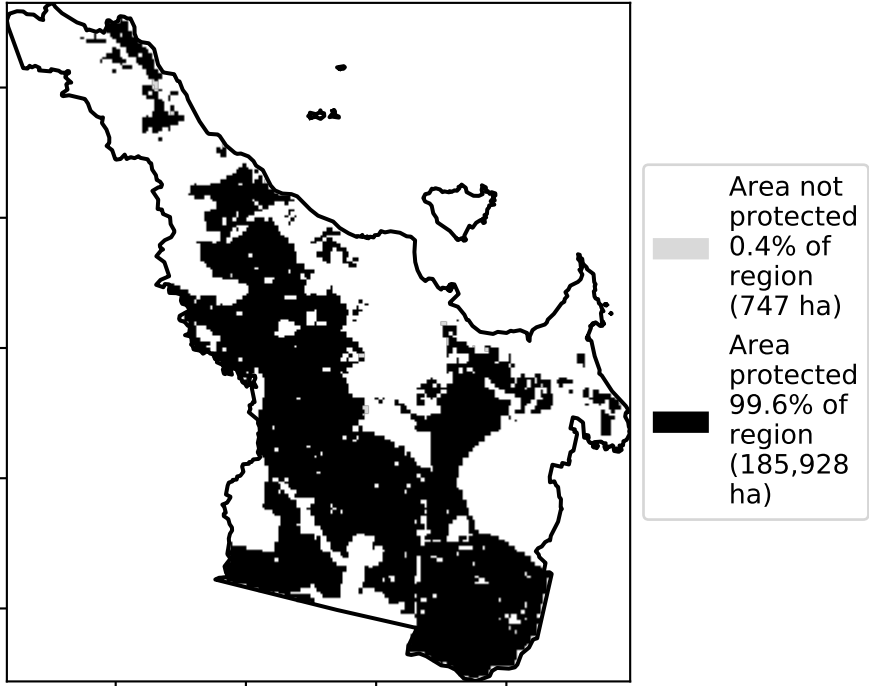 Area not
protected
0.4% of
region
(747 ha)
Area
protected
99.6% of
region
(185,928
ha)